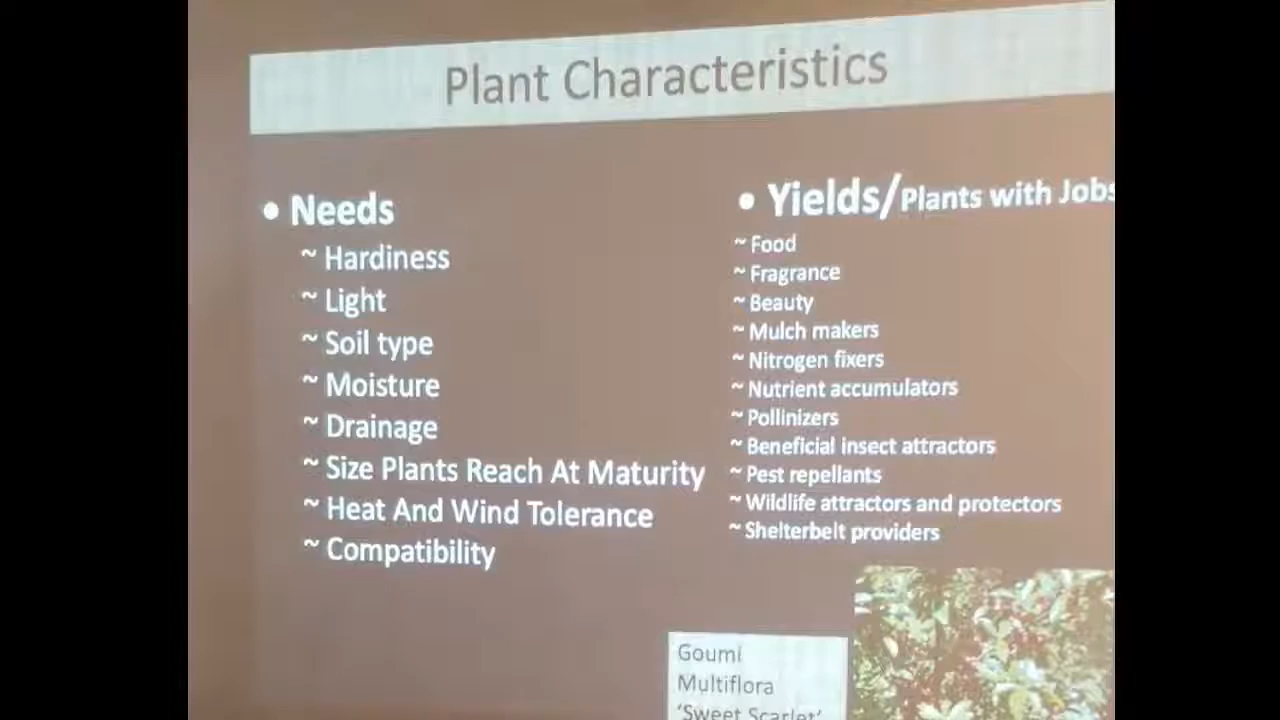 Plant Characteristics
• Needs
~ Hardiness
~ Light
~ Soil type
~ Moisture
~ Drainage
~ Size Plants Reach At Maturity
~ Heat And Wind Tolerance
~ Compatibility
• Yields/Plants with Jobs
~ Food
~ Fragrance
~ Beauty
~ Mulch makers
~ Nitrogen fixers
~ Nutrient accumulators
~ Pollinizers
~ Beneficial insect attractors
~ Pest repellants
~ Wildlife attractors and protectors
~ Shelterbelt providers
Goumi
Multiflora
'Sweet Scarlet'